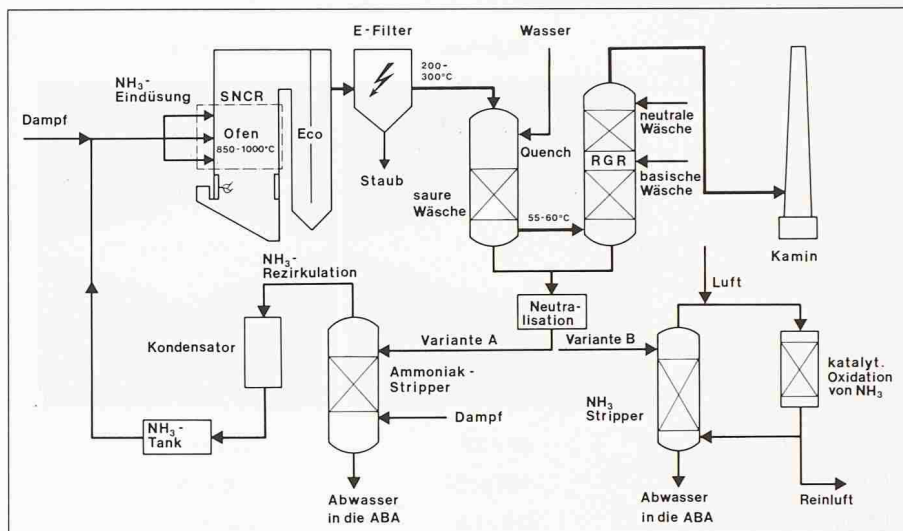 E-Filter
Wasser
NH₃-
Eindüsung
SNCR
200-
300°C
Dampf
Ofen
850-1000°C
Eco
neutrale
Wäsche
Quench
RGR
basische
Wäsche
Staub
saure
Wäsche
55-60°C
Kamin
NH₃-
Rezirkulation
Luft
Neutra-
lisation
Kondensator
Variante A
Variante B
Ammoniak-
Stripper
katalyt.
Oxidation
von NH₃
NH₃
Stripper
Dampf
NH₃-
Tank
Abwasser
in die ABA
Abwasser
in die ABA
Reinluft